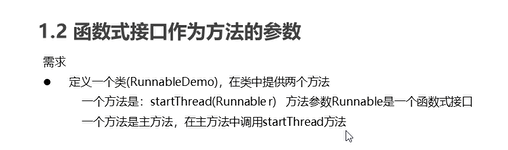 1.2 函数式接口作为方法的参数
需求
● 定义一个类(RunnableDemo)，在类中提供两个方法
一个方法是：startThread(Runnable r) 方法参数Runnable是一个函数式接口
一个方法是主方法，在主方法中调用startThread方法